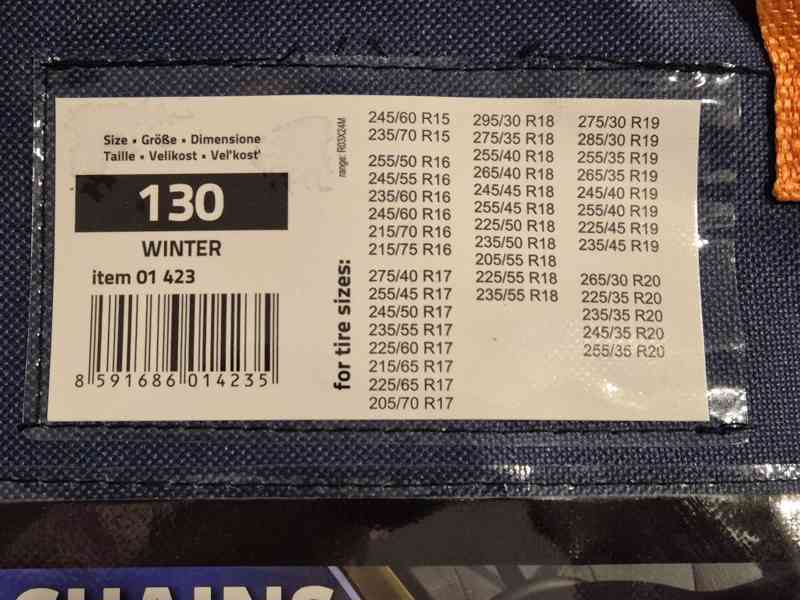 Size • Größe • Dimensione
Taille • Velikost • Vel'kost'
130
WINTER
item 01 423
8 591686 014235
for tire sizes:
range: R03X24M
245/60 R15
235/70 R15
255/50 R16
245/55 R16
235/60 R16
245/60 R16
215/70 R16
215/75 R16
275/40 R17
255/45 R17
245/50 R17
235/55 R17
225/60 R17
215/65 R17
225/65 R17
205/70 R17
295/30 R18
275/35 R18
255/40 R18
265/40 R18
245/45 R18
255/45 R18
225/50 R18
235/50 R18
205/55 R18
225/55 R18
235/55 R18
275/30 R19
285/30 R19
255/35 R19
265/35 R19
245/40 R19
255/40 R19
225/45 R19
235/45 R19
265/30 R20
225/35 R20
235/35 R20
245/35 R20
255/35 R20
CHAINS